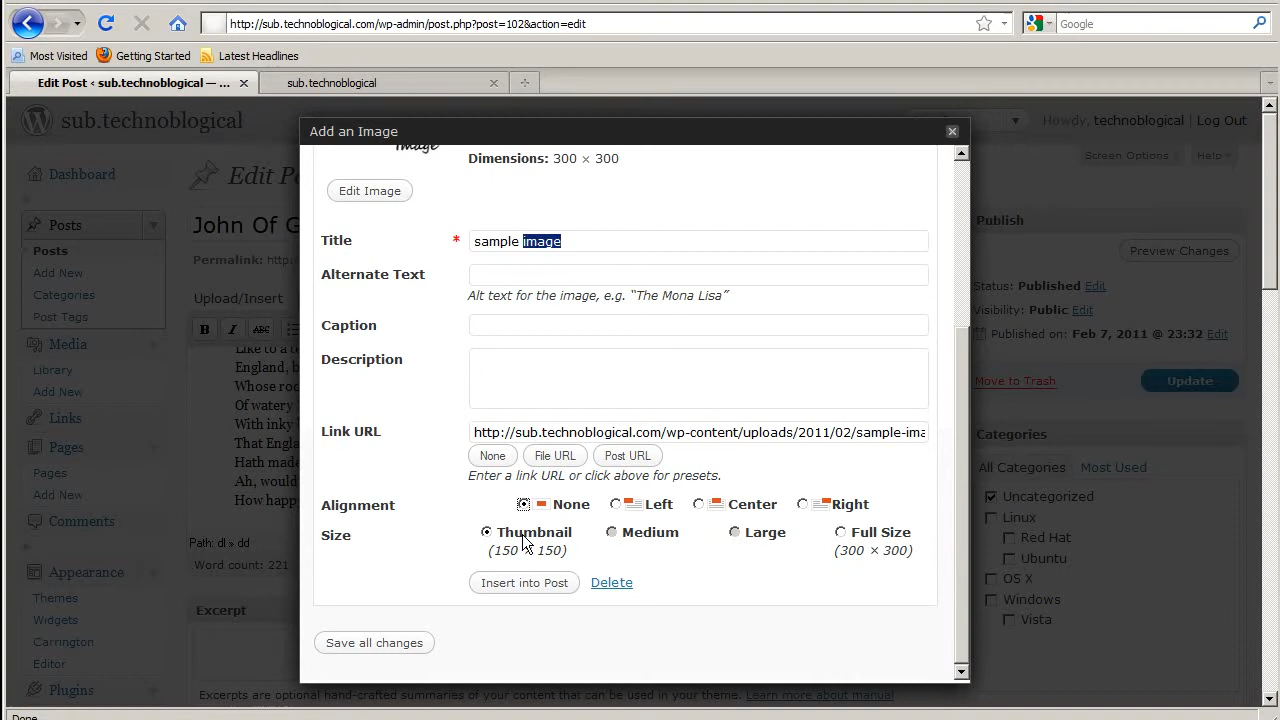 http://sub.technoblogical.com/wp-admin/post.php?post=102&action=edit
Google
Most Visited
Getting Started
Latest Headlines
Edit Post ‹ sub.technoblogical — ...
sub.technoblogical
sub.technoblogical
Howdy, technoblogical | Log Out
Add an Image
Screen Options
Help
Dashboard
Edit Po
Image
Dimensions: 300 × 300
Edit Image
Posts
Posts
Add New
Categories
Post Tags
Media
Library
Add New
Links
Pages
Pages
Add New
Comments
Appearance
Themes
Widgets
Carrington
Editor
Plugins
John Of G
Permalink: http:
Upload/Insert
B I ABC
Like to a t
England, b
Whose roc
Of watery
With inky
That Engl
Hath made
Ah, would
How happ
Path: dl » dd
Word count: 221
Excerpt
Excerpts are optional hand-crafted summaries of your content that can be used in your theme. Learn more about manual
Title * sample image
Alternate Text
Alt text for the image, e.g. “The Mona Lisa”
Caption
Description
Link URL http://sub.technoblogical.com/wp-content/uploads/2011/02/sample-ima
None File URL Post URL
Enter a link URL or click above for presets.
Alignment None Left Center Right
Size Thumbnail Medium Large Full Size
(150 × 150) (300 × 300)
Insert into Post Delete
Save all changes
Publish
Preview Changes
Status: Published Edit
Visibility: Public Edit
Published on: Feb 7, 2011 @ 23:32 Edit
Move to Trash
Update
Categories
All Categories Most Used
Uncategorized
Linux
Red Hat
Ubuntu
OS X
Windows
Vista
Done